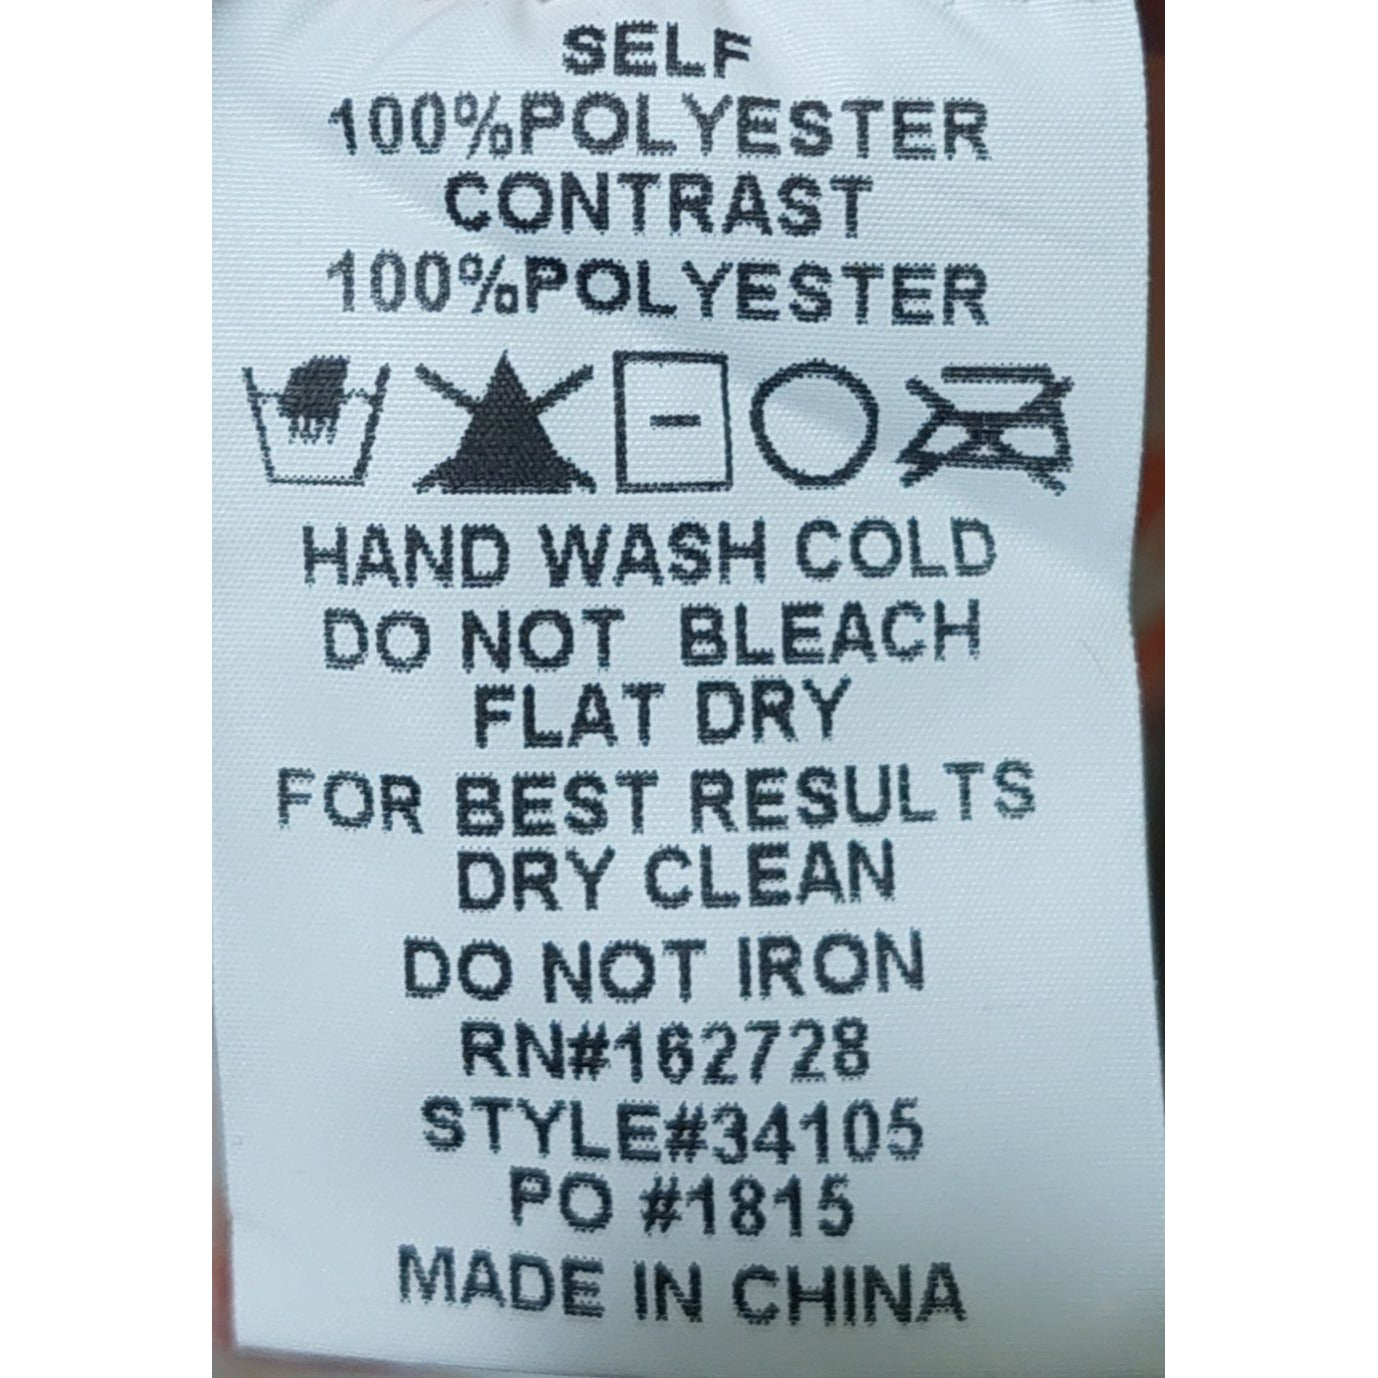 SELF
100%POLYESTER
CONTRAST
100%POLYESTER
HAND WASH COLD
DO NOT BLEACH
FLAT DRY
FOR BEST RESULTS
DRY CLEAN
DO NOT IRON
RN#162728
STYLE#34105
PO #1815
MADE IN CHINA